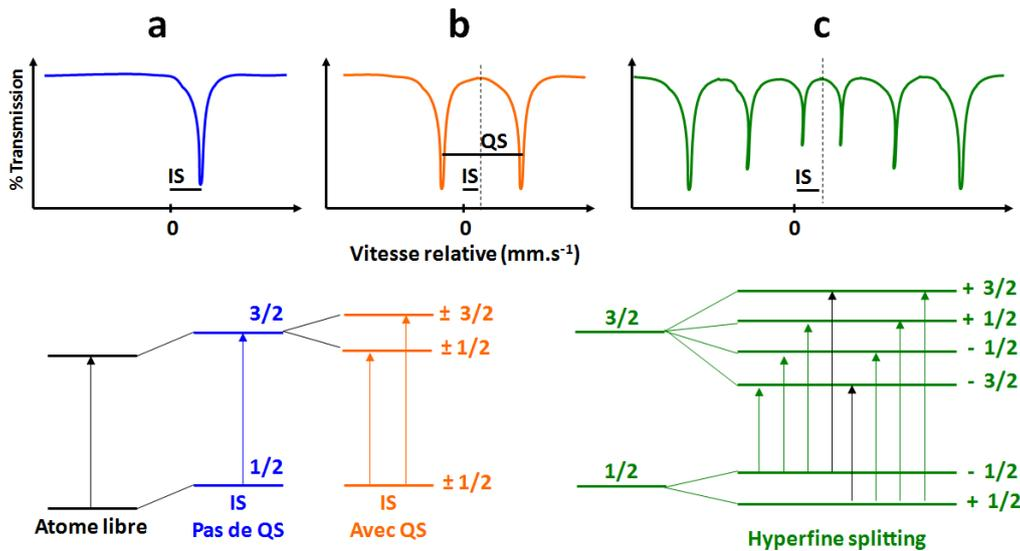 a
b
c
% Transmission
IS
QS
IS
IS
0
0
0
Vitesse relative (mm.s-1)
3/2
± 3/2
± 1/2
1/2
± 1/2
Atome libre
IS
Pas de QS
IS
Avec QS
3/2
+ 3/2
+ 1/2
- 1/2
- 3/2
1/2
- 1/2
+ 1/2
Hyperfine splitting